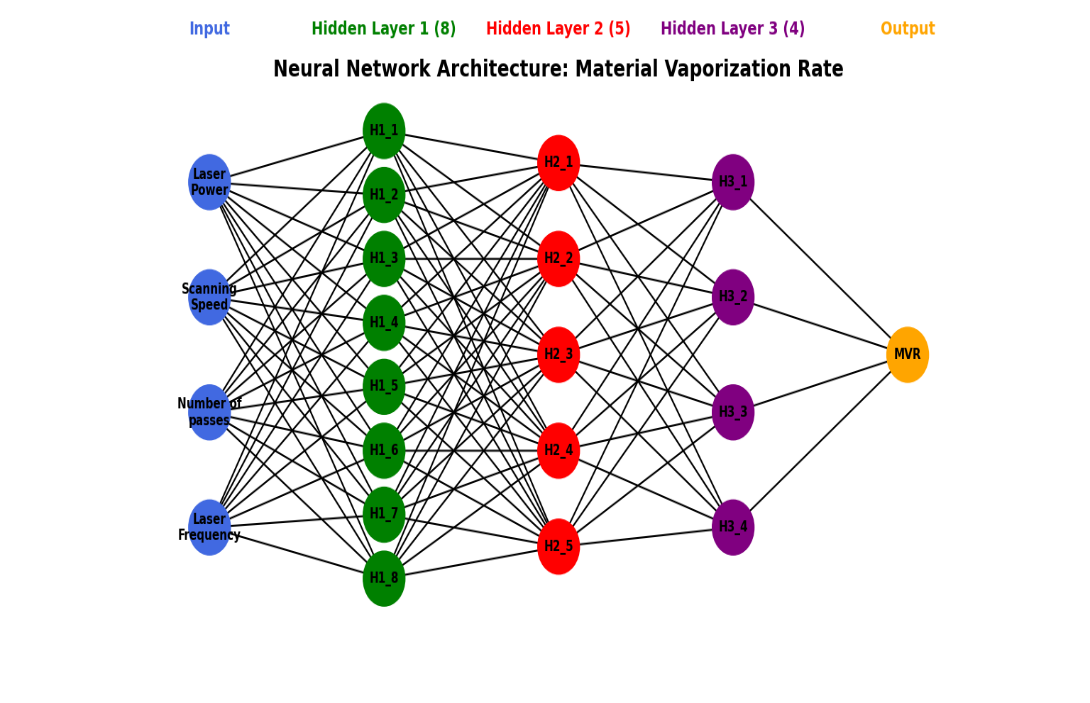 Input
Hidden Layer 1 (8)
Hidden Layer 2 (5)
Hidden Layer 3 (4)
Output
Neural Network Architecture: Material Vaporization Rate
Laser
Power
Scanning
Speed
Number of
passes
Laser
Frequency
H1_1
H1_2
H1_3
H1_4
H1_5
H1_6
H1_7
H1_8
H2_1
H2_2
H2_3
H2_4
H2_5
H3_1
H3_2
H3_3
H3_4
MVR